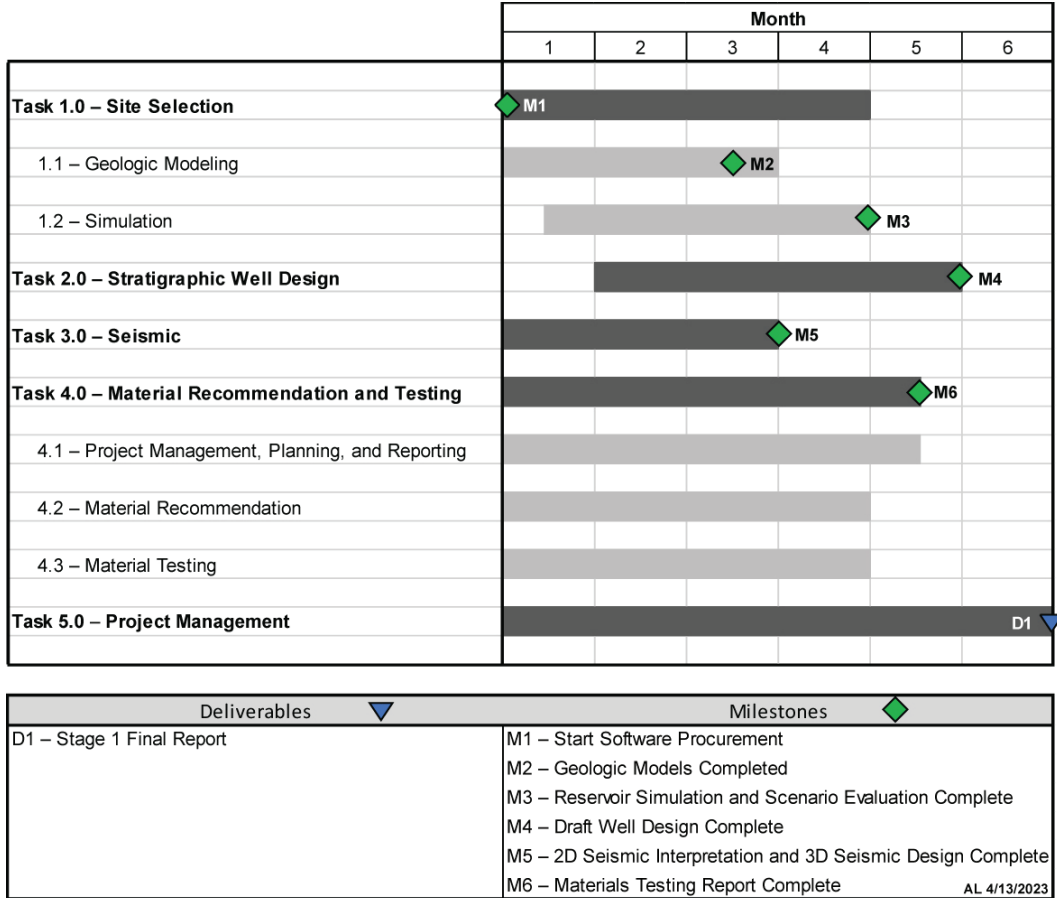 Month
1 2 3 4 5 6
Task 1.0 – Site Selection M1
1.1 – Geologic Modeling M2
1.2 – Simulation M3
Task 2.0 – Stratigraphic Well Design M4
Task 3.0 – Seismic M5
Task 4.0 – Material Recommendation and Testing M6
4.1 – Project Management, Planning, and Reporting
4.2 – Material Recommendation
4.3 – Material Testing
Task 5.0 – Project Management D1
Deliverables
D1 – Stage 1 Final Report
Milestones
M1 – Start Software Procurement
M2 – Geologic Models Completed
M3 – Reservoir Simulation and Scenario Evaluation Complete
M4 – Draft Well Design Complete
M5 – 2D Seismic Interpretation and 3D Seismic Design Complete
M6 – Materials Testing Report Complete
AL 4/13/2023